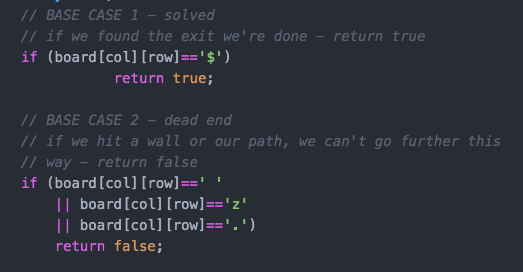 // BASE CASE 1 – solved
// if we found the exit we're done – return true
if (board[col][row]=='$')
return true;
// BASE CASE 2 – dead end
// if we hit a wall or our path, we can't go further this
// way – return false
if (board[col][row]==' '
|| board[col][row]=='z'
|| board[col][row]=='.')
return false;